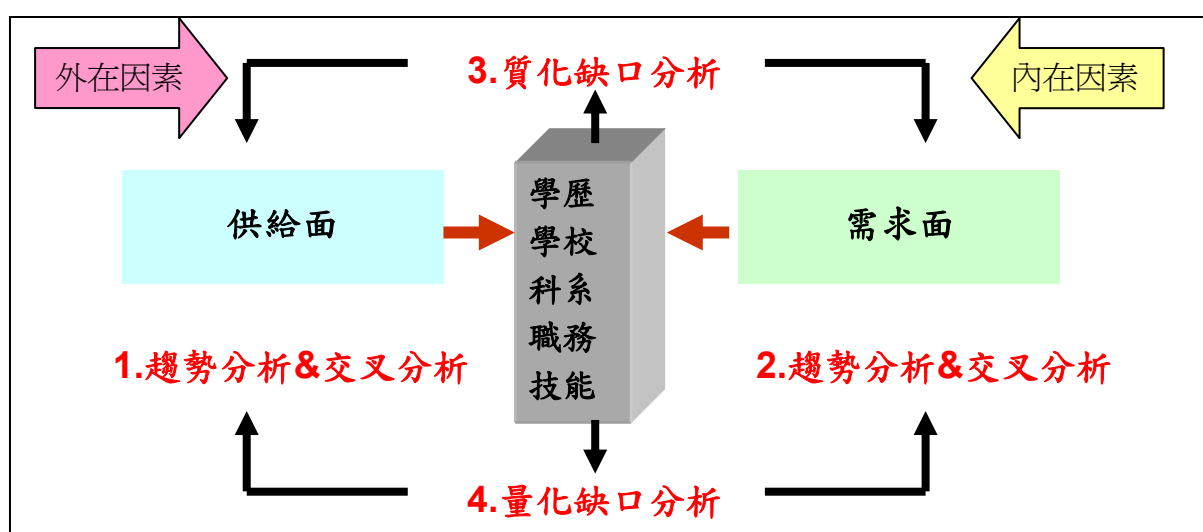 外在因素
3.質化缺口分析
內在因素
供給面
學歷
學校
科系
職務
技能
需求面
1.趨勢分析&交叉分析
2.趨勢分析&交叉分析
4.量化缺口分析